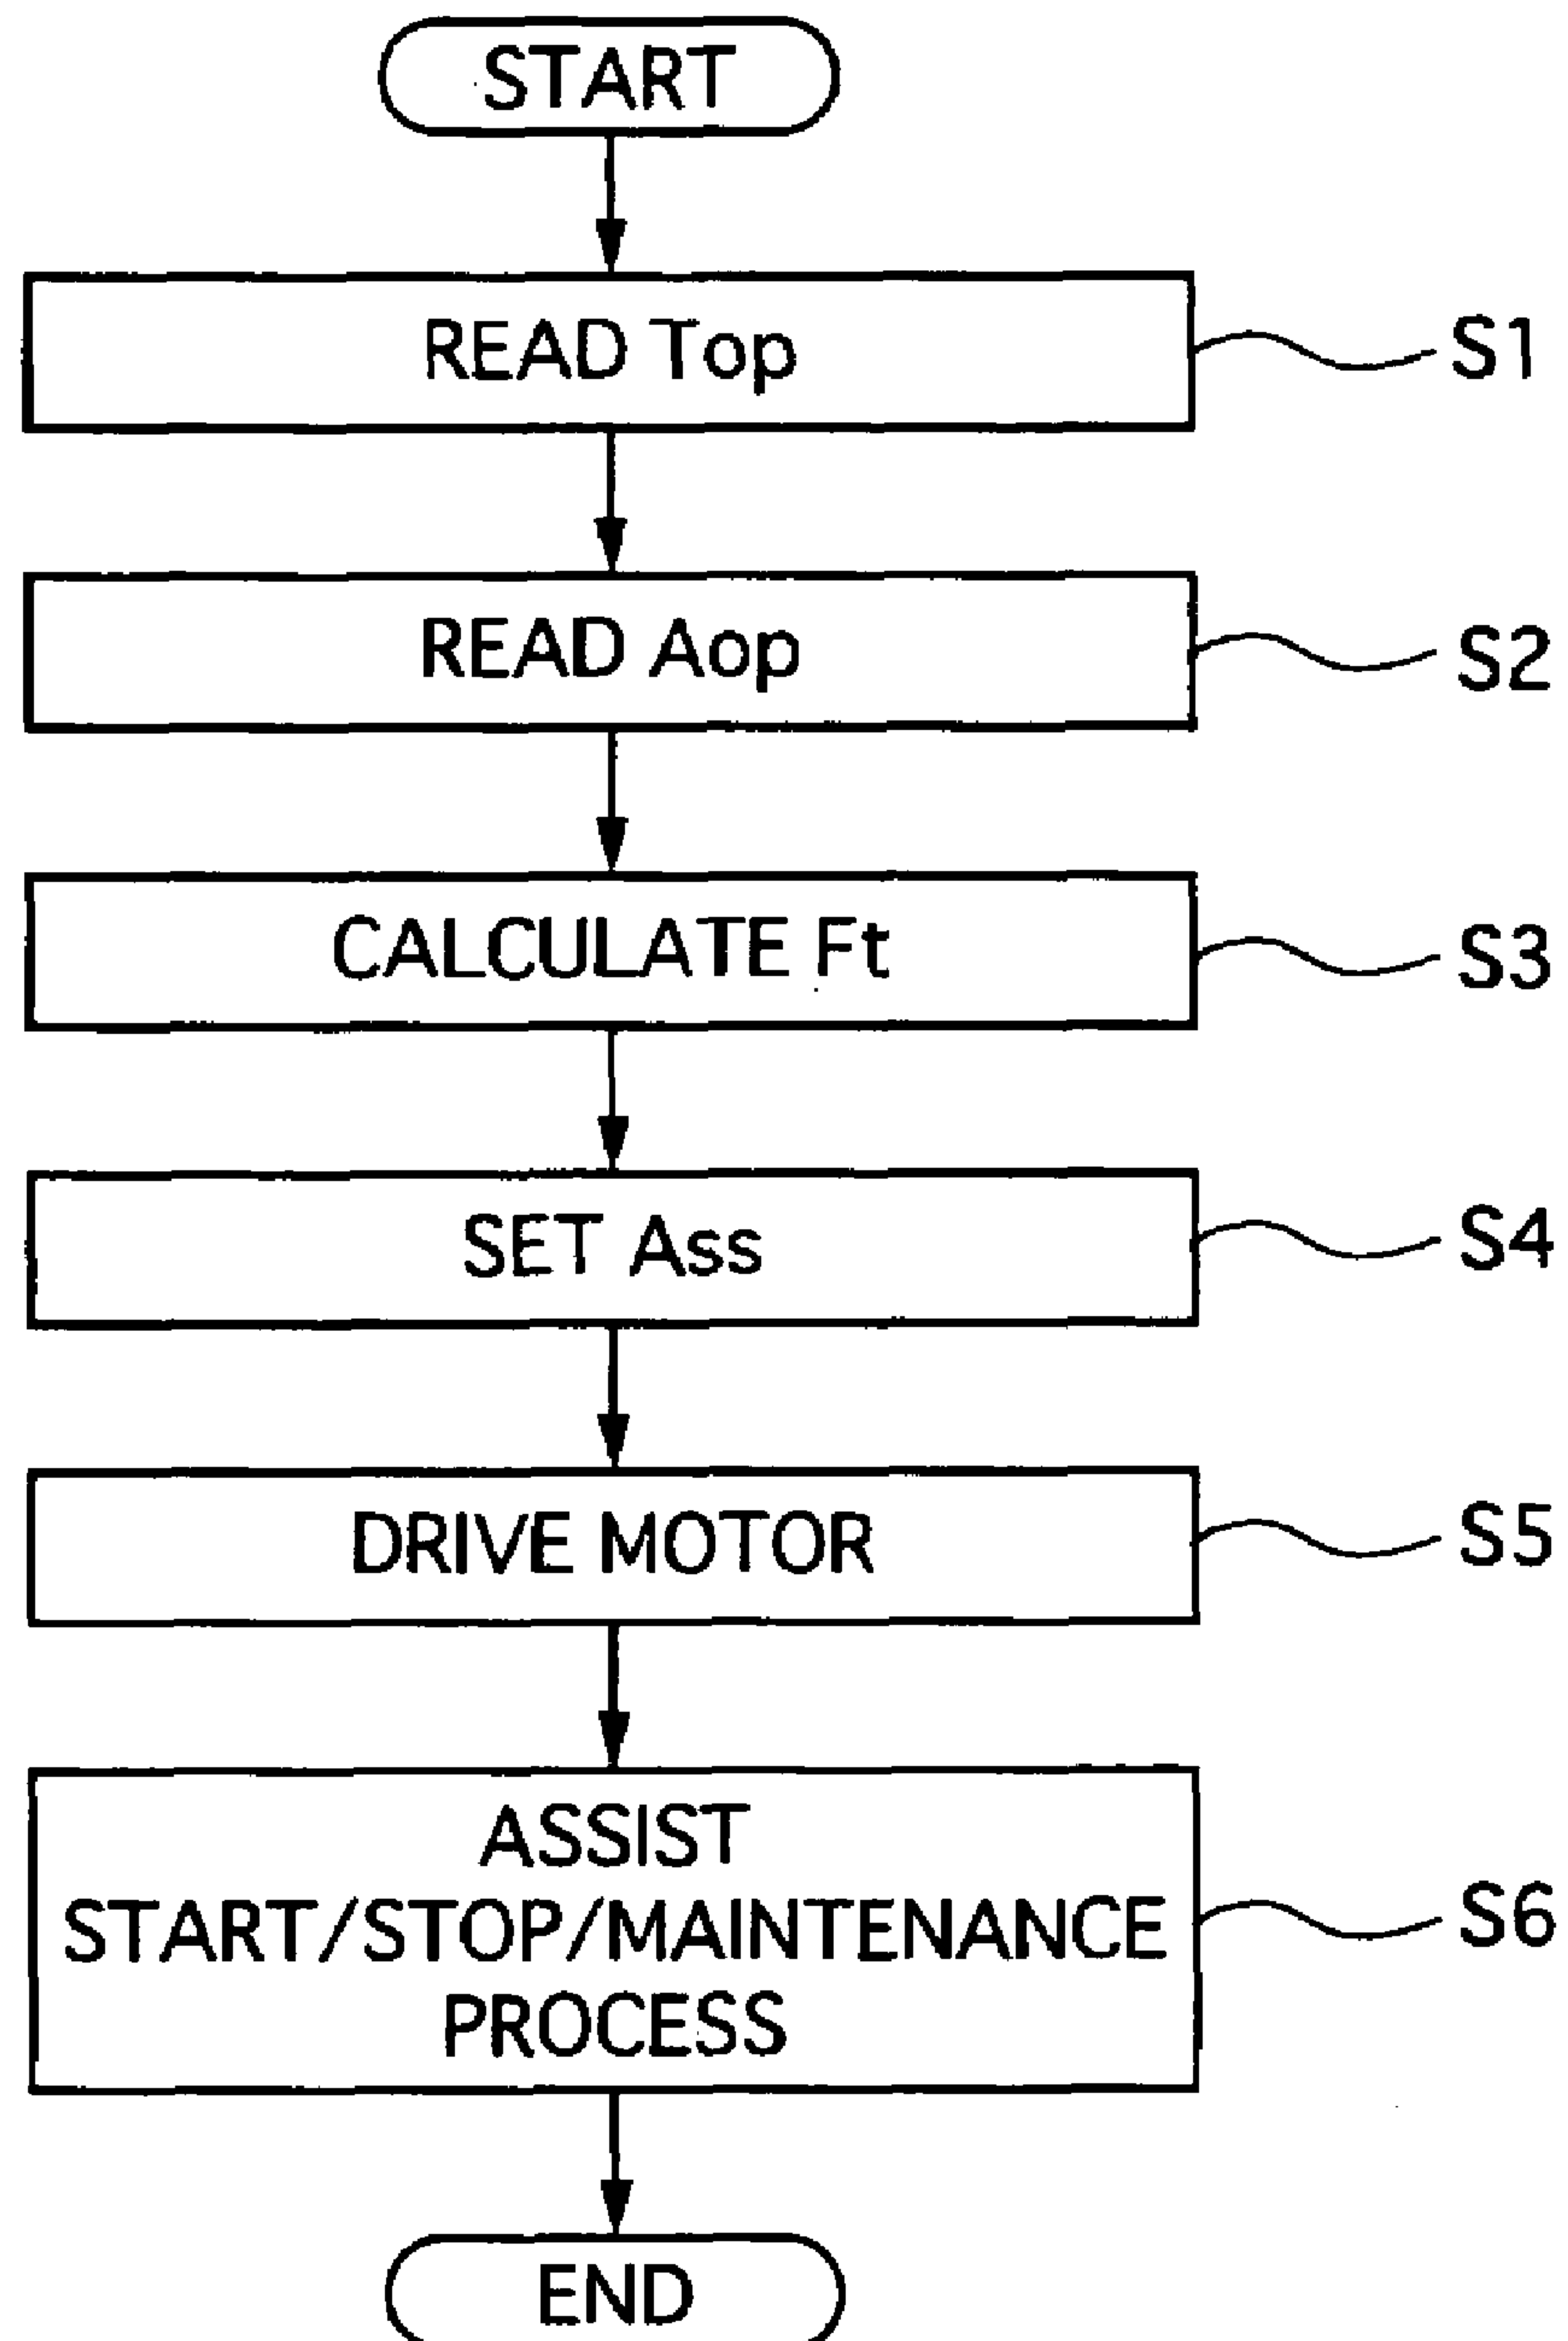 START
READ Top
S1
READ Aop
S2
CALCULATE Ft
S3
SET Ass
S4
DRIVE MOTOR
S5
ASSIST
START/STOP/MAINTENANCE
PROCESS
S6
END